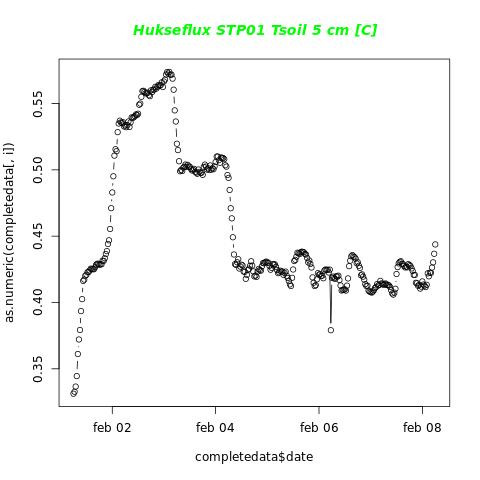 Hukseflux STP01 Tsoil 5 cm [C]
as.numeric(completedata[, i])
0.55
0.50
0.45
0.40
0.35
feb 02
feb 04
feb 06
feb 08
completedata$date